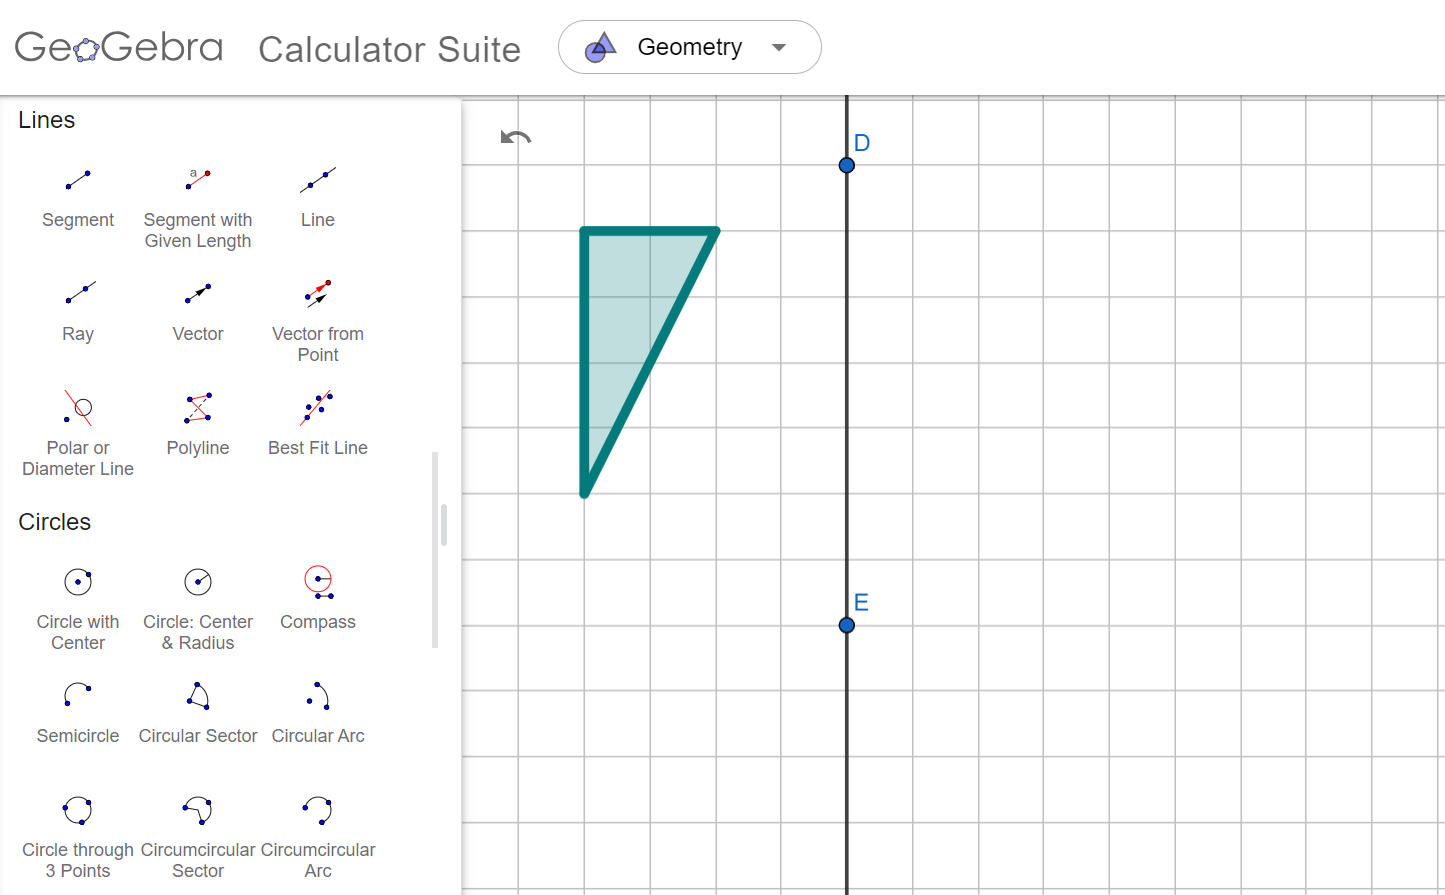 GeoGebra Calculator Suite Geometry
Lines
Segment
Segment with
Given Length
Line
Ray
Vector
Vector from
Point
Polar or
Diameter Line
Polyline
Best Fit Line
Circles
Circle with
Center
Circle: Center
& Radius
Compass
Semicircle
Circular Sector
Circular Arc
Circle through
3 Points
Circumcircular
Sector
Circumcircular
Arc
a
D
E